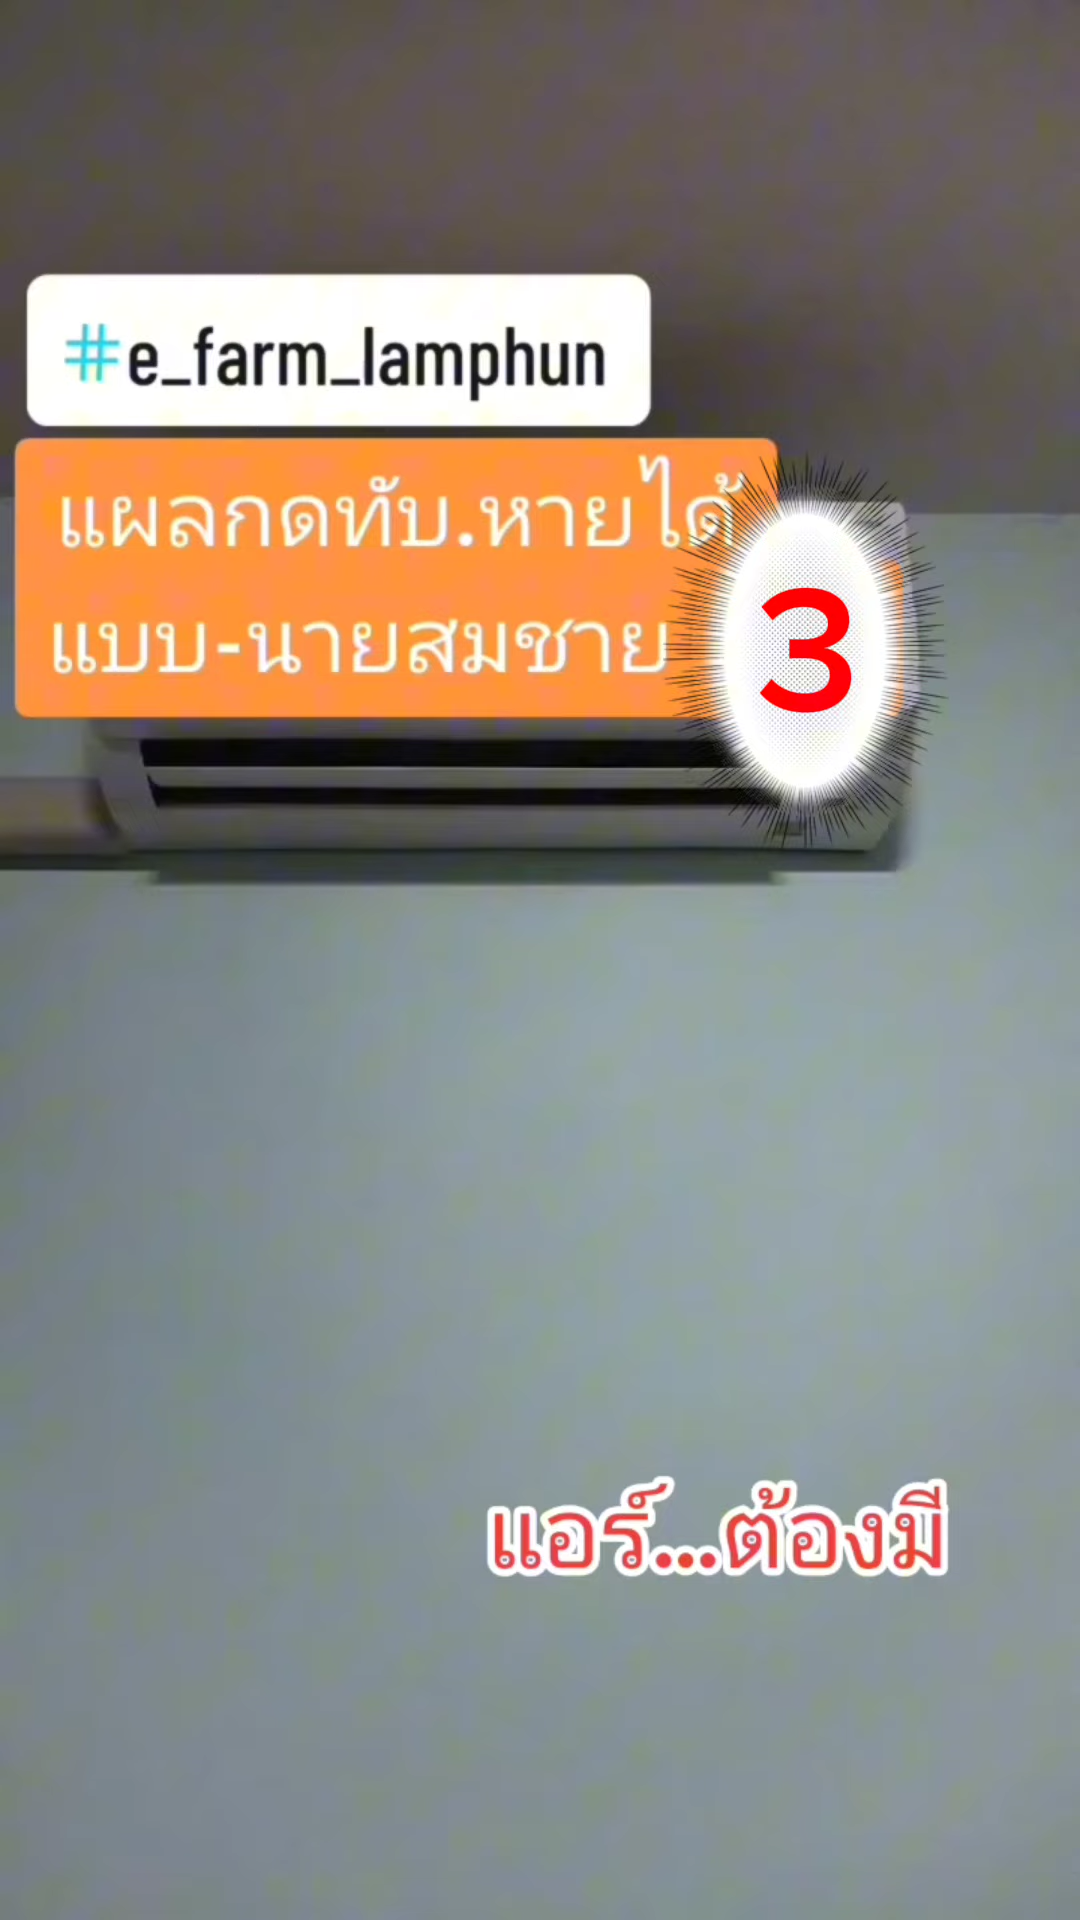 #e_farm_lamphun
แผลกดทับ.หายได้
แบบ-นายสมชาย
3
แอร์...ต้องมี